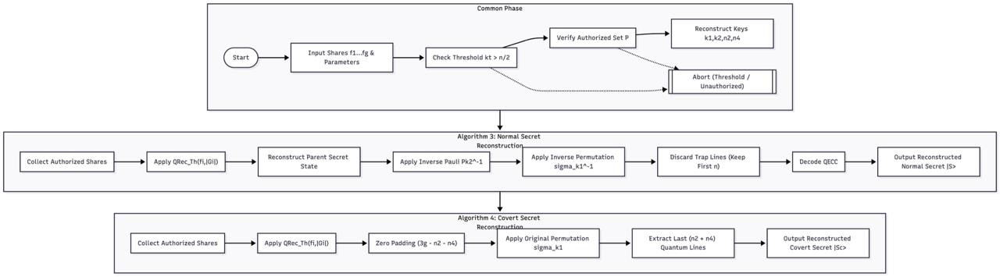 Common Phase
Start
Input Shares f1...fg &
Parameters
Check Threshold kt > n/2
Verify Authorized Set P
Reconstruct Keys
k1,k2,n2,n4
Abort (Threshold /
Unauthorized)
Algorithm 3: Normal Secret
Reconstruction
Collect Authorized Shares
Apply QRec_Th(fi,|Gi|)
Reconstruct Parent Secret
State
Apply Inverse Pauli Pk2^-1
Apply Inverse Permutation
sigma_k1^-1
Discard Trap Lines (Keep
First n)
Decode QECC
Output Reconstructed
Normal Secret |S>
Algorithm 4: Covert Secret
Reconstruction
Collect Authorized Shares
Apply QRec_Th(fi,|Gi|)
Zero Padding (3g - n2 - n4)
Apply Original Permutation
sigma_k1
Extract Last (n2 + n4)
Quantum Lines
Output Reconstructed
Covert Secret |Sc>